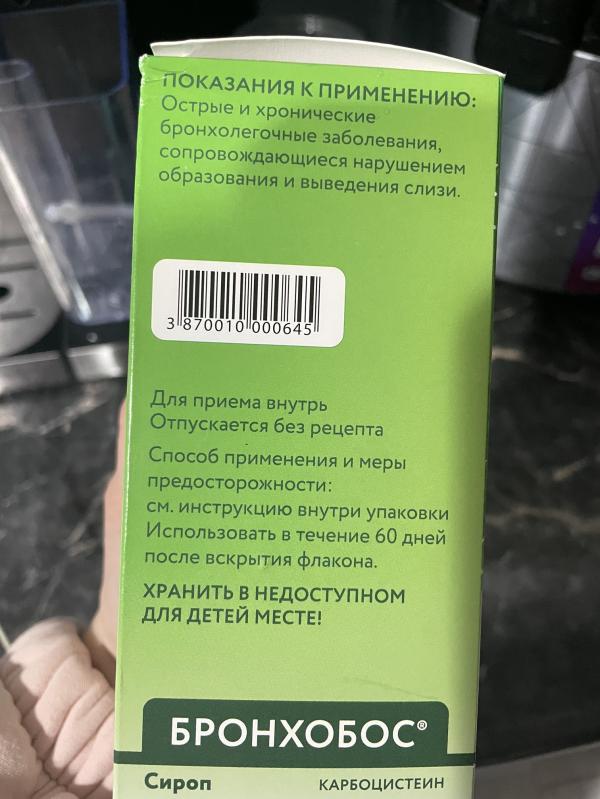 ПОКАЗАНИЯ К ПРИМЕНЕНИЮ:
Острые и хронические
бронхолегочные заболевания,
сопровождающиеся нарушением
образования и выведения слизи.
3 870010 000645
Для приема внутрь
Отпускается без рецепта
Способ применения и меры
предосторожности:
см. инструкцию внутри упаковки
Использовать в течение 60 дней
после вскрытия флакона.
ХРАНИТЬ В НЕДОСТУПНОМ
ДЛЯ ДЕТЕЙ МЕСТЕ!
БРОНХОБОС®
Сироп КАРБОЦИСТЕИН